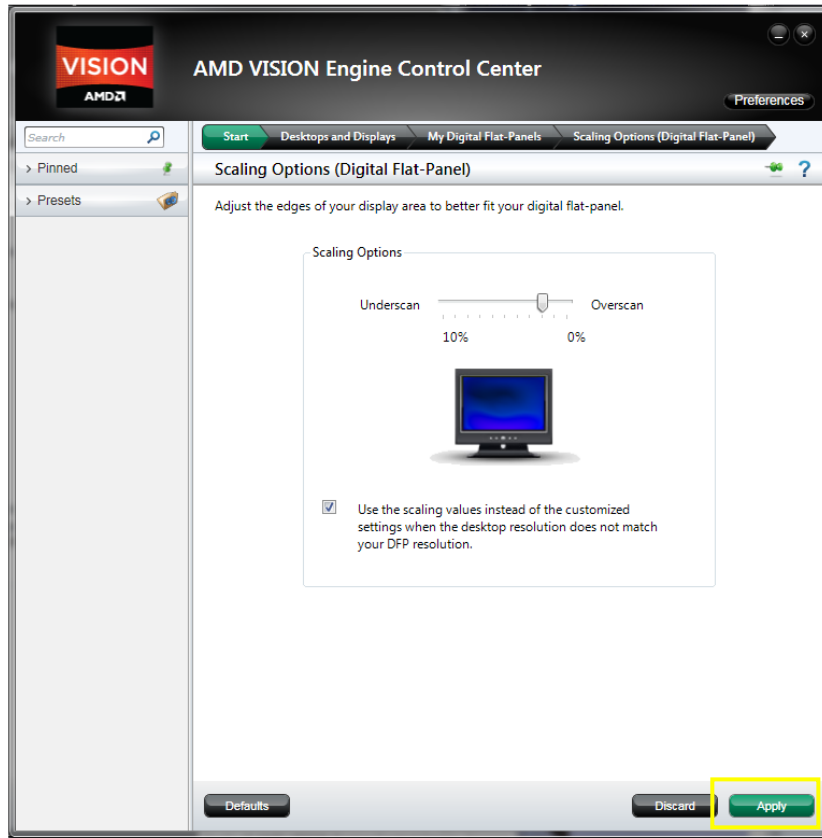 VISION
AMD
AMD VISION Engine Control Center
Preferences
Search
Start Desktops and Displays My Digital Flat-Panels Scaling Options (Digital Flat-Panel)
> Pinned
Scaling Options (Digital Flat-Panel) ?
> Presets
Adjust the edges of your display area to better fit your digital flat-panel.
Scaling Options
Underscan Overscan
10% 0%
Use the scaling values instead of the customized
settings when the desktop resolution does not match
your DFP resolution.
Defaults Discard Apply